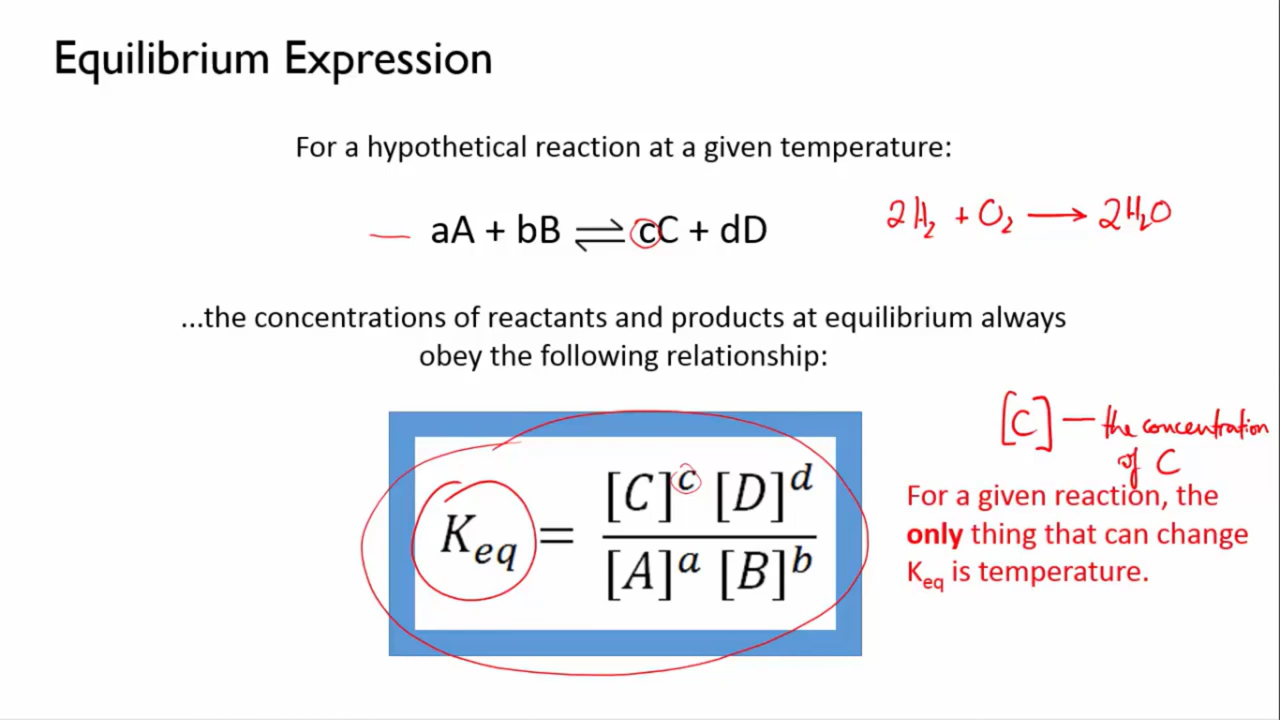 Equilibrium Expression
For a hypothetical reaction at a given temperature:
aA + bB ⇌ cC + dD
2H₂ + O₂ → 2H₂O
...the concentrations of reactants and products at equilibrium always
obey the following relationship:
[C] — the concentration
of C
K_eq = [C]^c [D]^d / [A]^a [B]^b
For a given reaction, the
only thing that can change
K_eq is temperature.